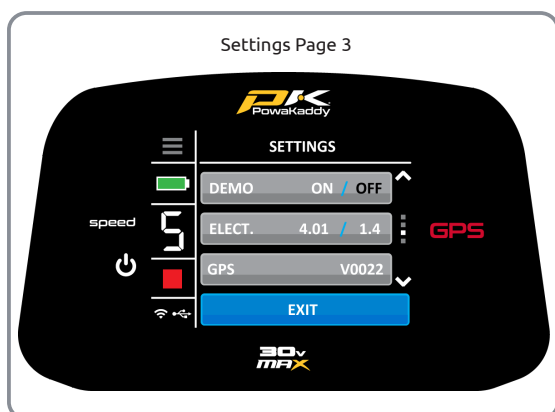 Settings Page 3
PK
PowaKaddy
SETTINGS
DEMO ON / OFF
speed
5
ELECT. 4.01 / 1.4
GPS
GPS V0022
EXIT
30v
MAX